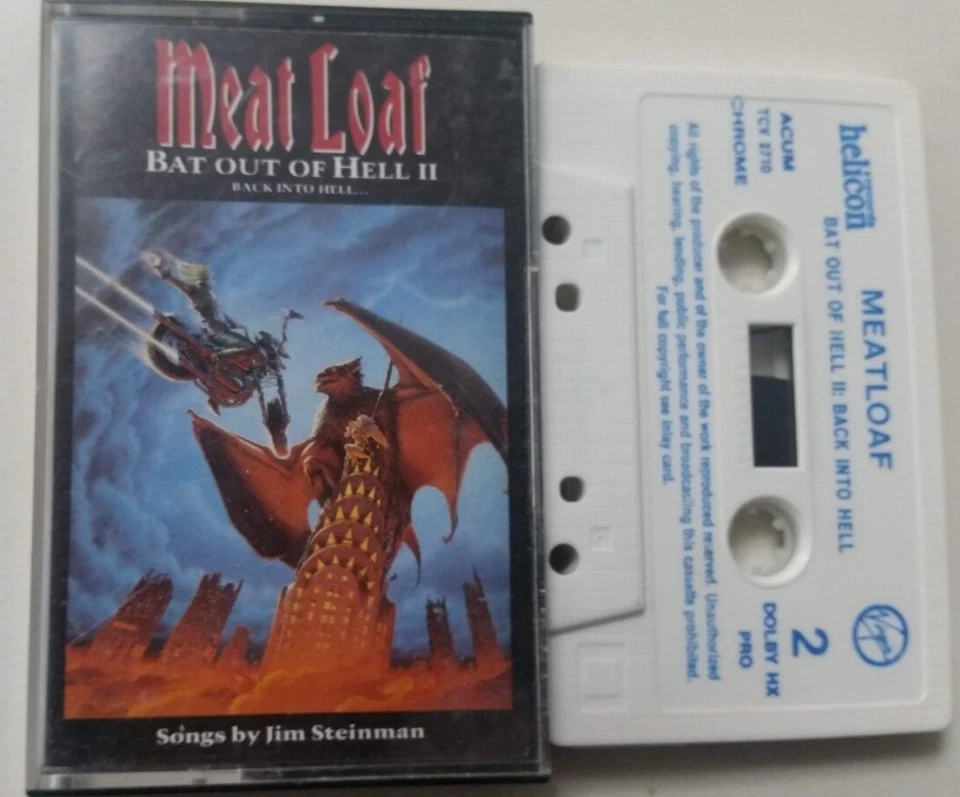 Meat Loaf
BAT OUT OF HELL II
BACK INTO HELL...
Songs by Jim Steinman
helicon
MEATLOAF
BAT OUT OF HELL II: BACK INTO HELL
ACUM
TCV 2710
CHROME
All rights of the producer and of the owner of the work reproduced reserved. Unauthorized
copying, hearing, lending, public performance and broadcasting this cassette prohibited.
For full copyright see inlay card.
Virgin
2
DOLBY HX
PRO